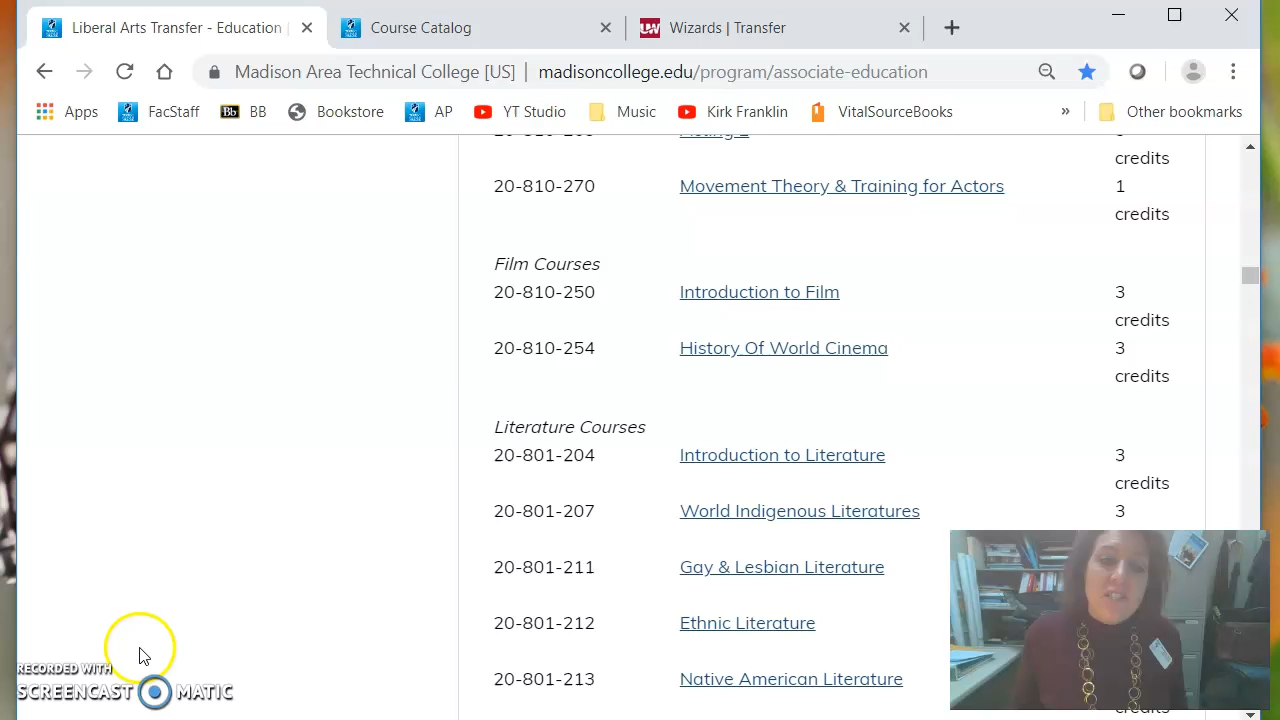 Liberal Arts Transfer - Education
Course Catalog
UW Wizards | Transfer
Madison Area Technical College [US] | madisoncollege.edu/program/associate-education
Apps FacStaff Bb BB Bookstore AP YT Studio Music Kirk Franklin VitalSourceBooks » Other bookmarks
credits
20-810-270 Movement Theory & Training for Actors 1
credits
Film Courses
20-810-250 Introduction to Film 3
credits
20-810-254 History Of World Cinema 3
credits
Literature Courses
20-801-204 Introduction to Literature 3
credits
20-801-207 World Indigenous Literatures 3
20-801-211 Gay & Lesbian Literature
20-801-212 Ethnic Literature
20-801-213 Native American Literature
RECORDED WITH
SCREENCAST MATIC